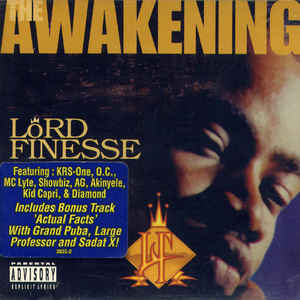 THE
AWAKENING
LORD
FINESSE
Featuring : KRS-One, O.C.,
MC Lyte, Showbiz, AG, Akinyele,
Kid Capri, & Diamond
Includes Bonus Track
'Actual Facts'
With Grand Puba, Large
Professor and Sadat X!
LF
PARENTAL
ADVISORY
EXPLICIT LYRICS